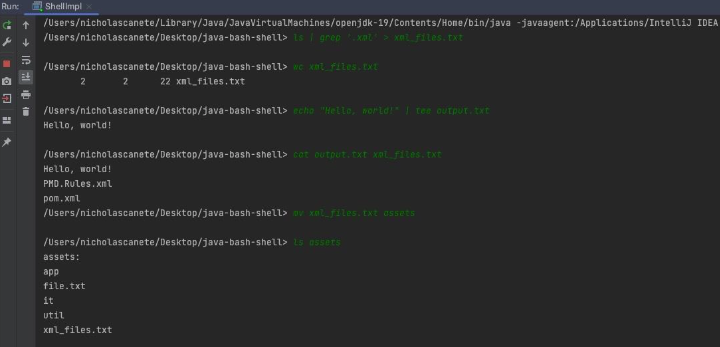 Run: ShellImpl
/Users/nicholascanete/Library/Java/JavaVirtualMachines/openjdk-19/Contents/Home/bin/java -javaagent:/Applications/IntelliJ IDEA
/Users/nicholascanete/Desktop/java-bash-shell> ls | grep '.xml' > xml_files.txt
/Users/nicholascanete/Desktop/java-bash-shell> wc xml_files.txt
2 2 22 xml_files.txt
/Users/nicholascanete/Desktop/java-bash-shell> echo "Hello, world!" | tee output.txt
Hello, world!
/Users/nicholascanete/Desktop/java-bash-shell> cat output.txt xml_files.txt
Hello, world!
PMD.Rules.xml
pom.xml
/Users/nicholascanete/Desktop/java-bash-shell> mv xml_files.txt assets
/Users/nicholascanete/Desktop/java-bash-shell> ls assets
assets:
app
file.txt
it
util
xml_files.txt